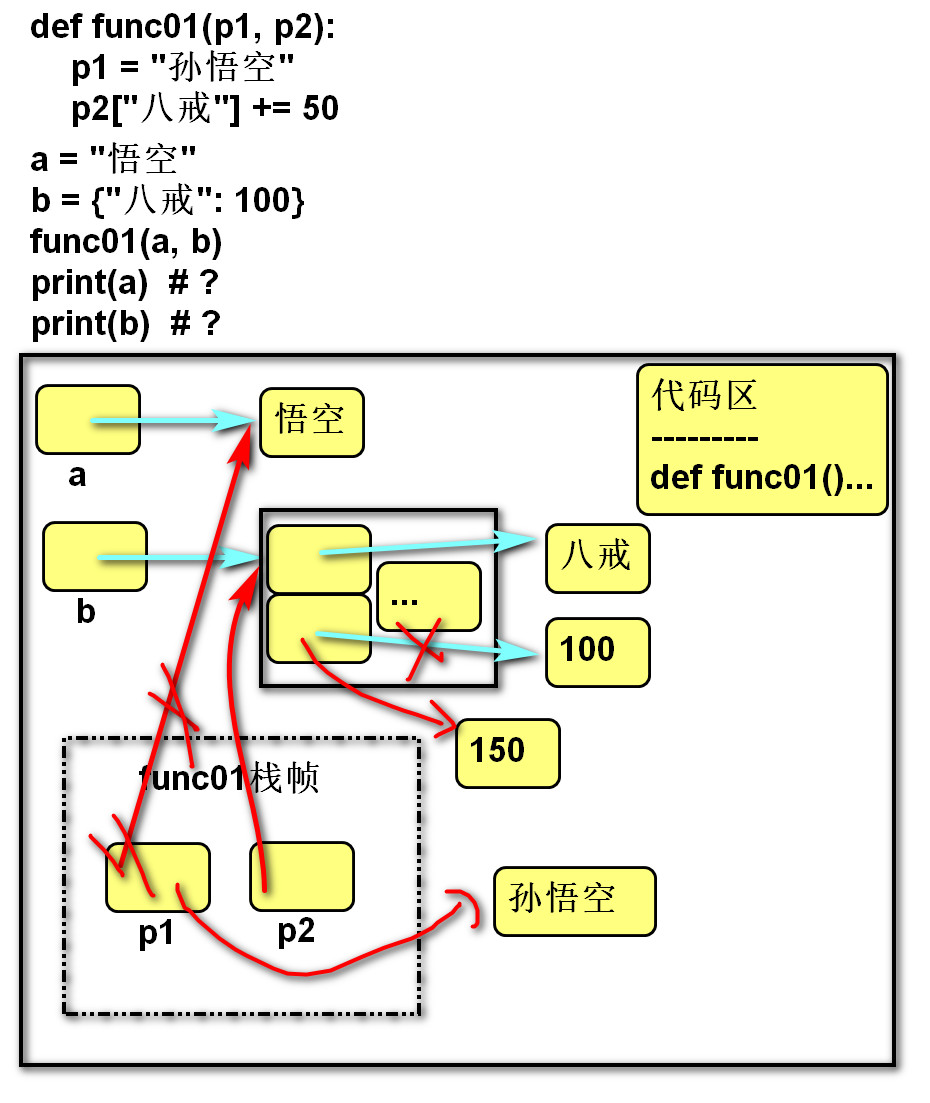 def func01(p1, p2):
p1 = "孙悟空"
p2["八戒"] += 50
a = "悟空"
b = {"八戒": 100}
func01(a, b)
print(a)  # ?
print(b)  # ?
代码区
---------
def func01()...
悟空
a
八戒
...
b
100
150
func01栈帧
孙悟空
p1
p2